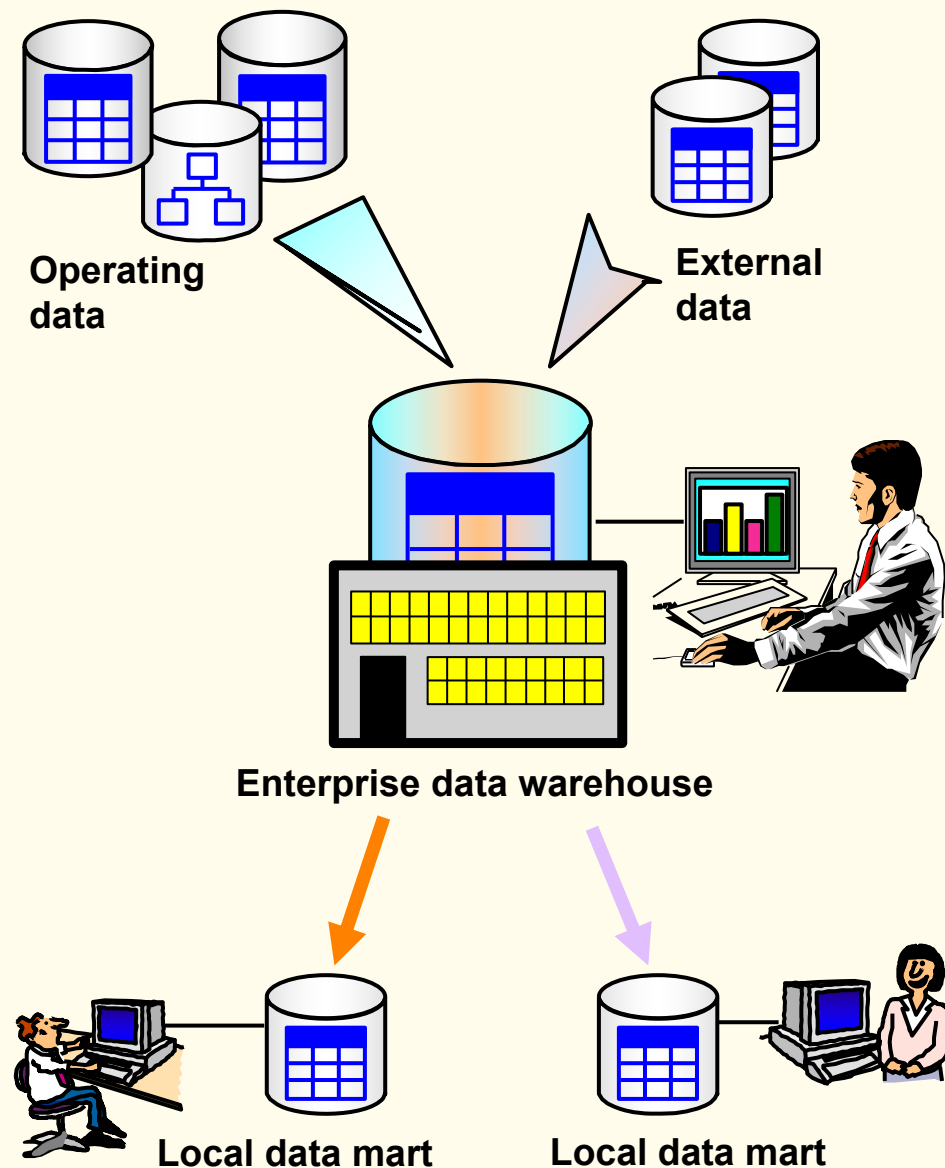 Operating
data
External
data
Enterprise data warehouse
Local data mart
Local data mart